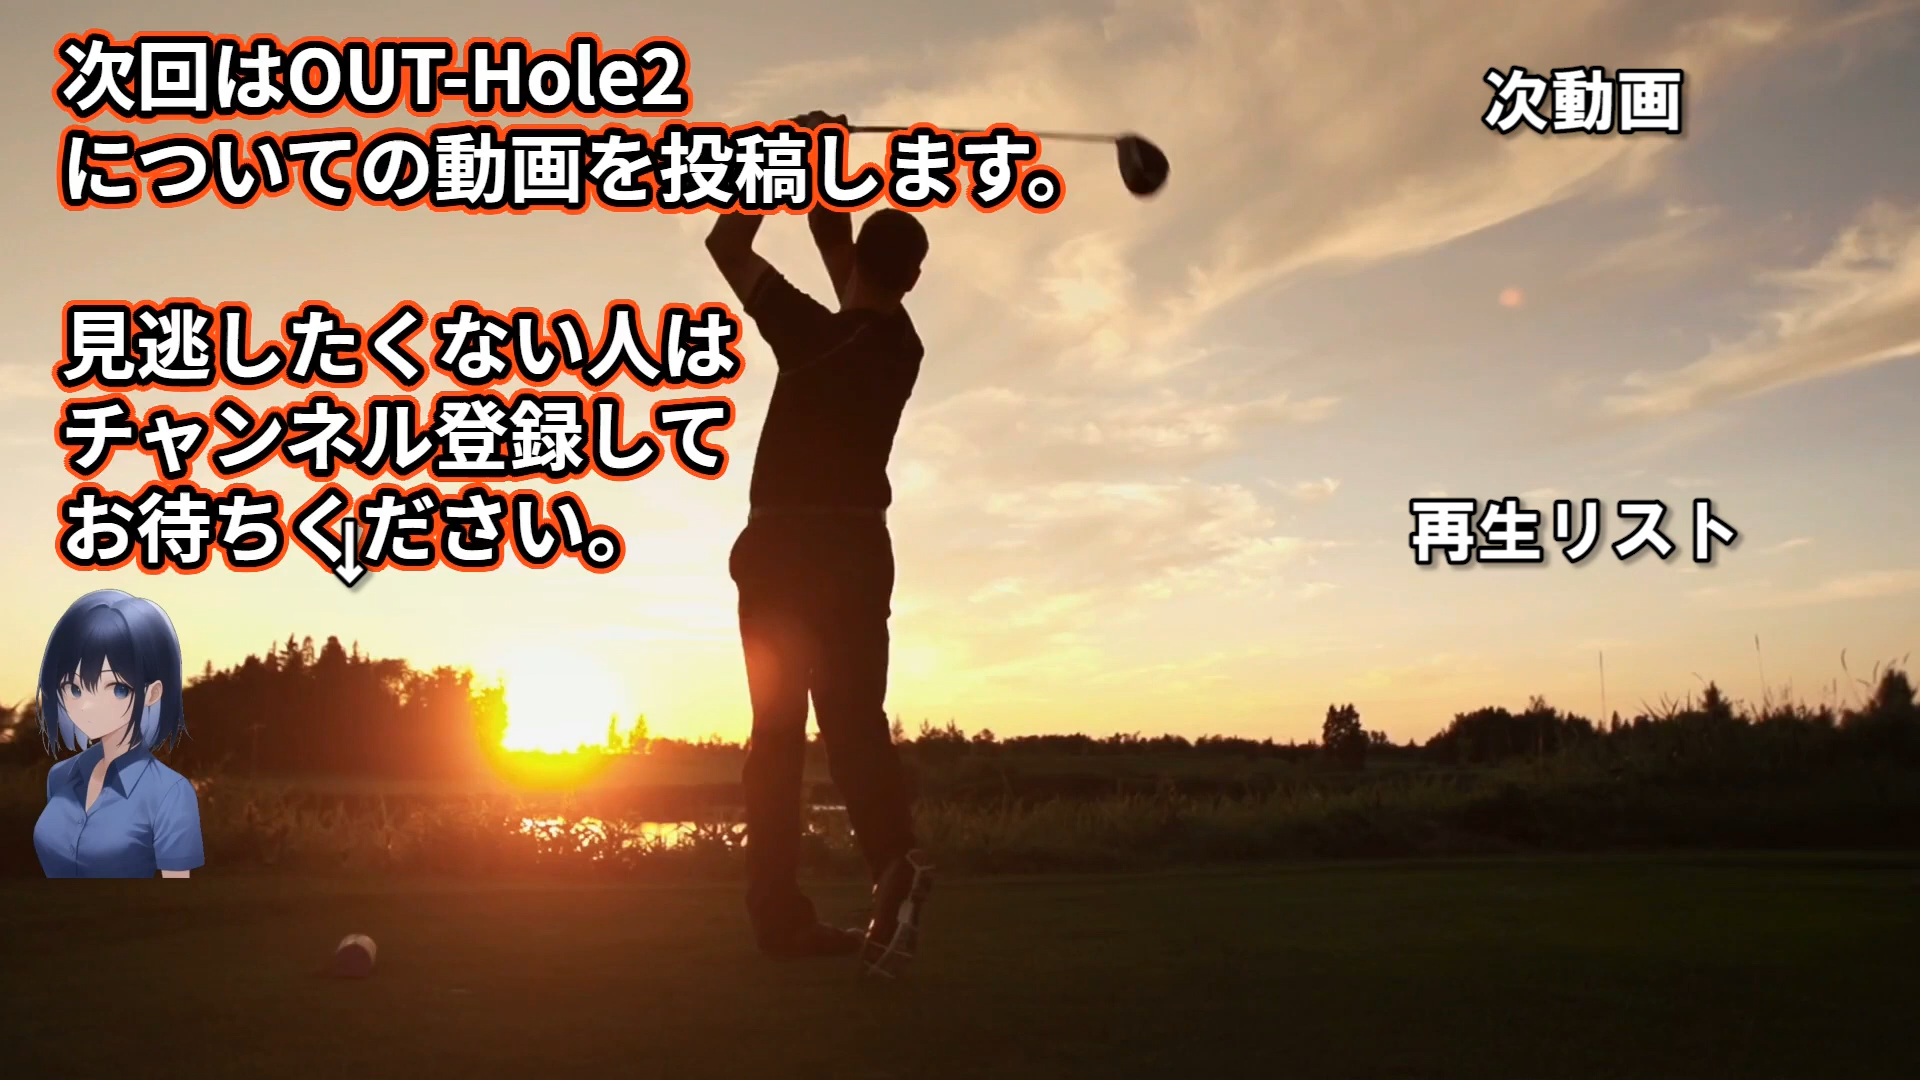 次回はOUT-Hole2
についての動画を投稿します。
見逃したくない人は
チャンネル登録して
お待ちください。
↓
次動画
再生リスト